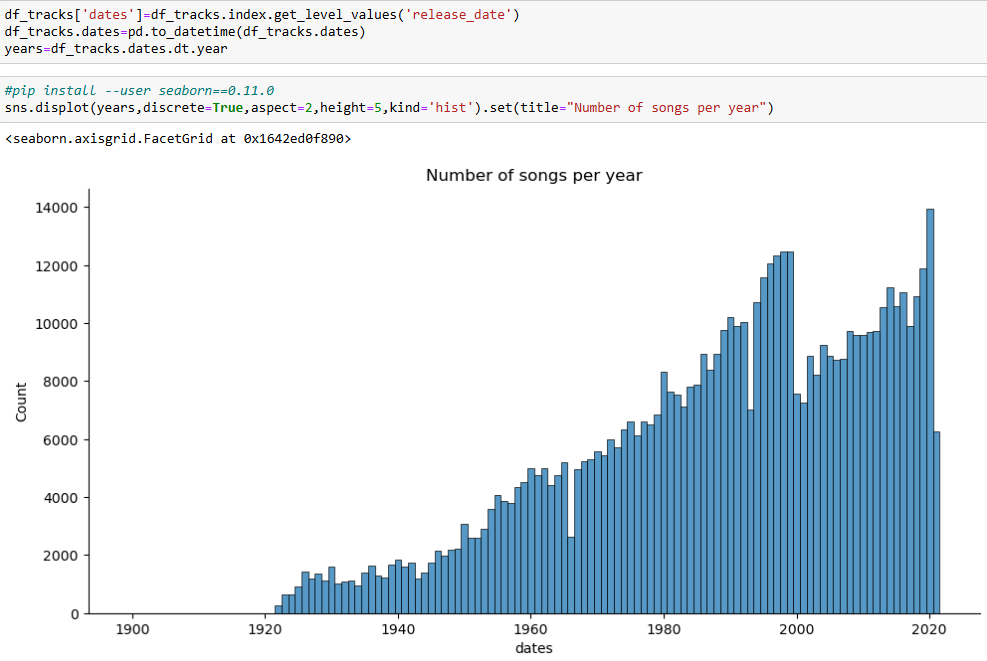 df_tracks['dates']=df_tracks.index.get_level_values('release_date')
df_tracks.dates=pd.to_datetime(df_tracks.dates)
years=df_tracks.dates.dt.year
#pip install --user seaborn==0.11.0
sns.displot(years,discrete=True,aspect=2,height=5,kind='hist').set(title="Number of songs per year")
<seaborn.axisgrid.FacetGrid at 0x1642ed0f890>
Number of songs per year
14000
12000
10000
8000
6000
4000
2000
0
Count
1900 1920 1940 1960 1980 2000 2020
dates